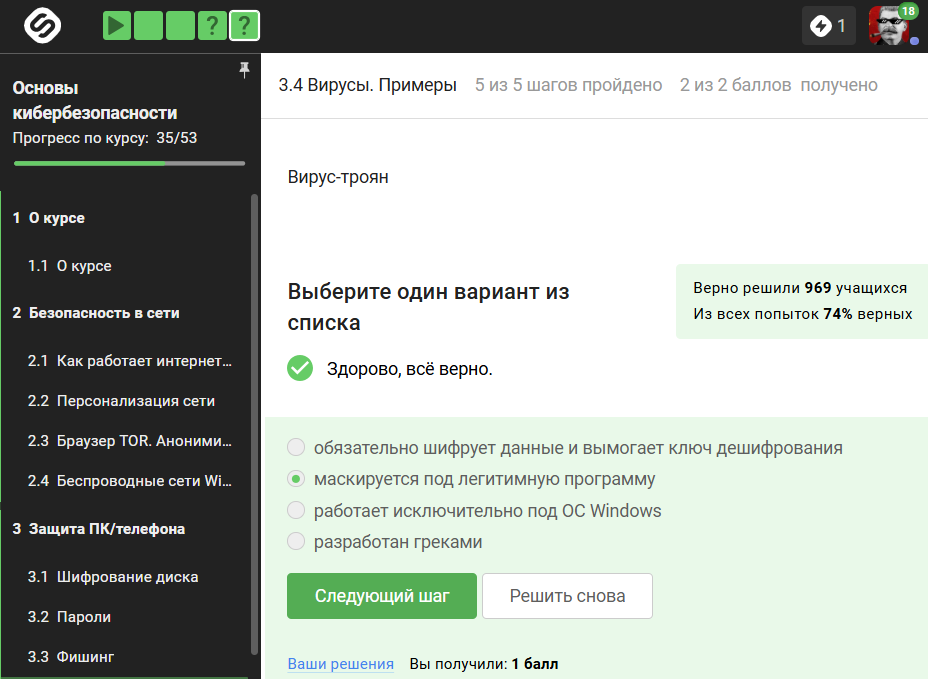 ? ?
1
18
Основы
кибербезопасности
Прогресс по курсу: 35/53
1 О курсе
1.1 О курсе
2 Безопасность в сети
2.1 Как работает интернет...
2.2 Персонализация сети
2.3 Браузер TOR. Аноними...
2.4 Беспроводные сети Wi...
3 Защита ПК/телефона
3.1 Шифрование диска
3.2 Пароли
3.3 Фишинг
3.4 Вирусы. Примеры 5 из 5 шагов пройдено 2 из 2 баллов получено
Вирус-троян
Выберите один вариант из
списка
Верно решили 969 учащихся
Из всех попыток 74% верных
Здорово, всё верно.
обязательно шифрует данные и вымогает ключ дешифрования
маскируется под легитимную программу
работает исключительно под ОС Windows
разработан греками
Следующий шаг Решить снова
Ваши решения Вы получили: 1 балл